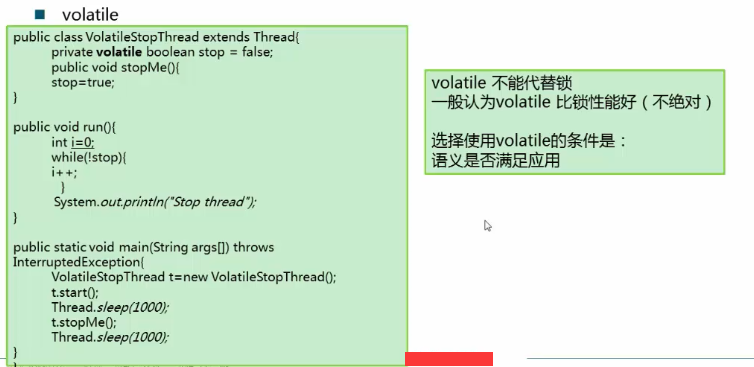 volatile
public class VolatileStopThread extends Thread{
private volatile boolean stop = false;
public void stopMe(){
stop=true;
}
public void run(){
int i=0;
while(!stop){
i++;
}
System.out.println("Stop thread");
}
public static void main(String args[]) throws
InterruptedException{
VolatileStopThread t=new VolatileStopThread();
t.start();
Thread.sleep(1000);
t.stopMe();
Thread.sleep(1000);
}
volatile 不能代替锁
一般认为volatile 比锁性能好（不绝对）
选择使用volatile的条件是：
语义是否满足应用